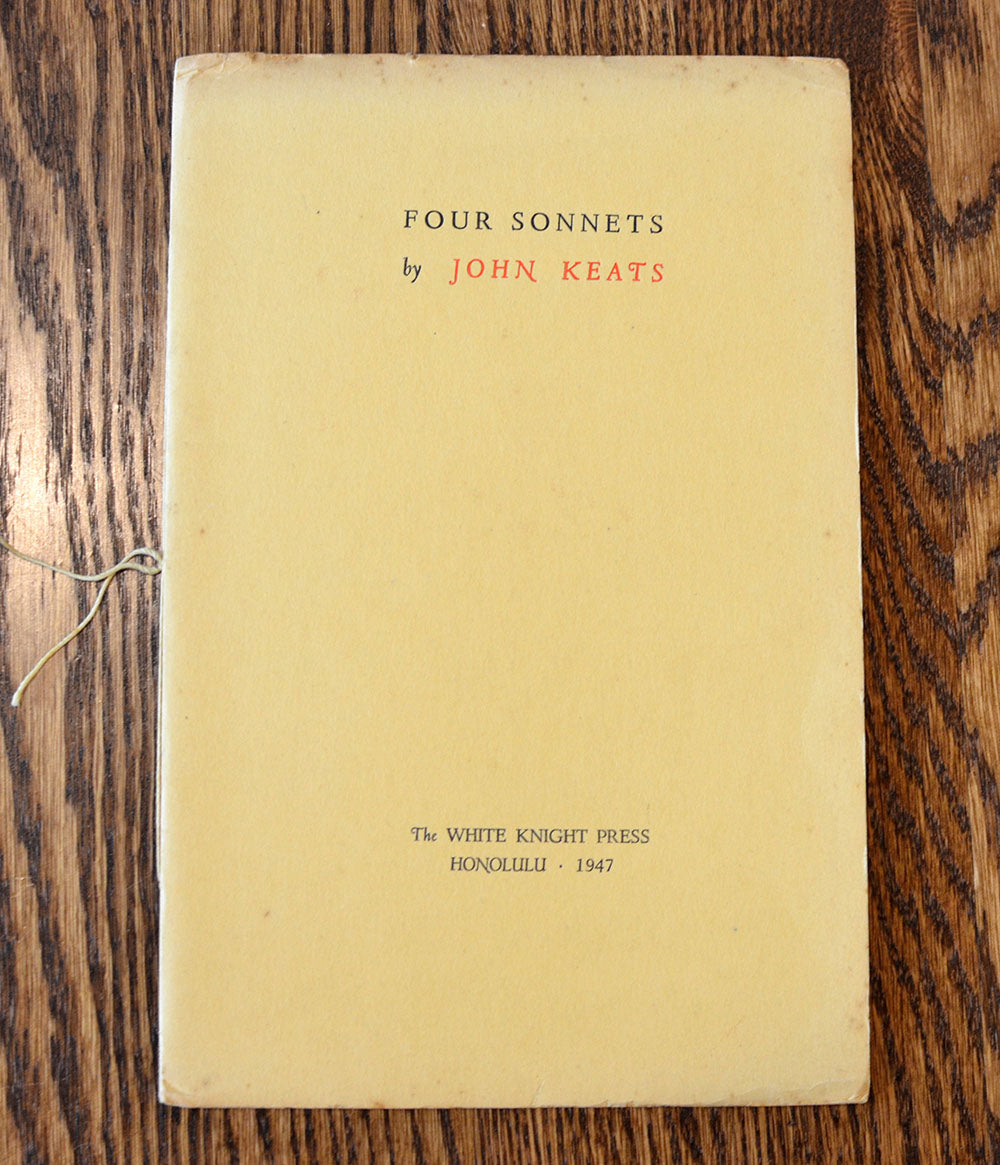 FOUR SONNETS
by JOHN KEATS
The WHITE KNIGHT PRESS
HONOLULU · 1947